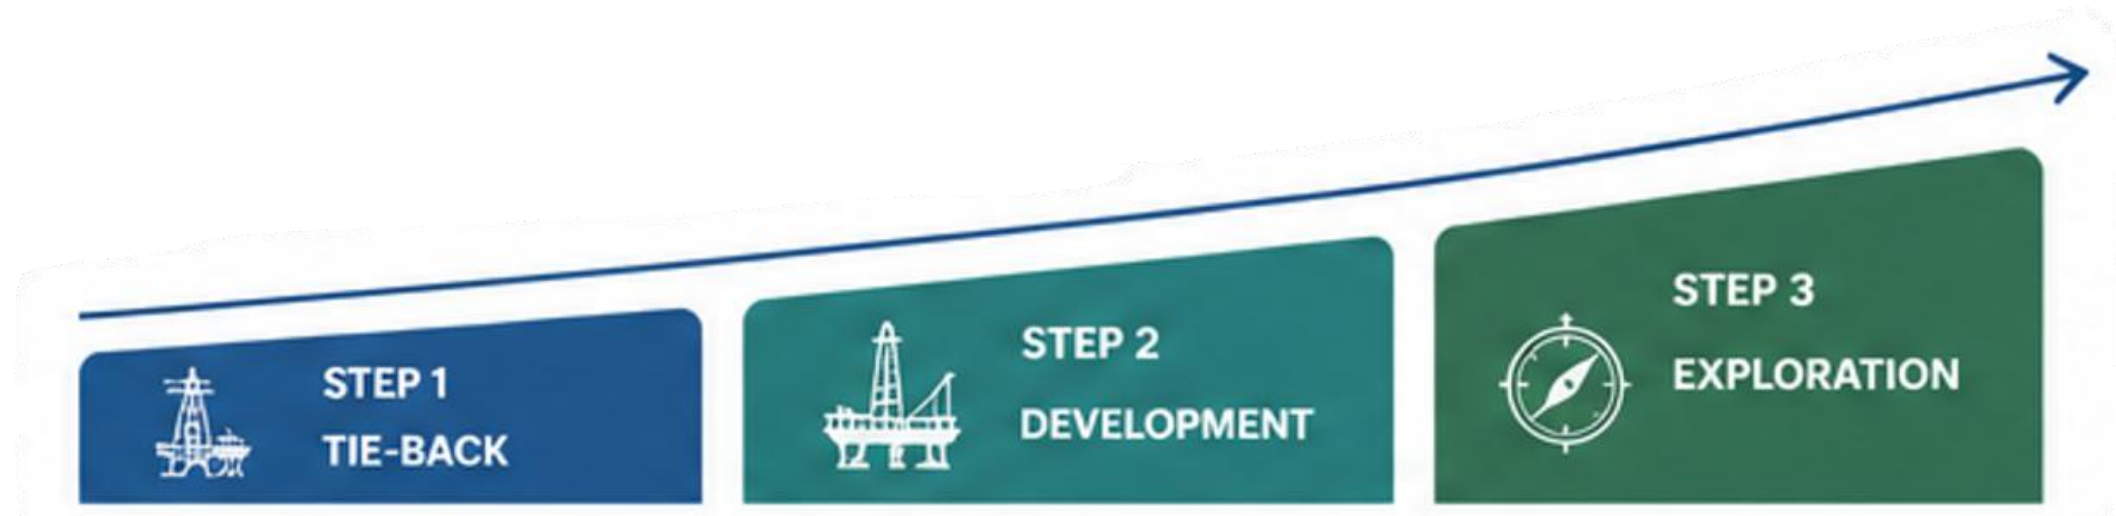 STEP 1
TIE-BACK
STEP 2
DEVELOPMENT
STEP 3
EXPLORATION